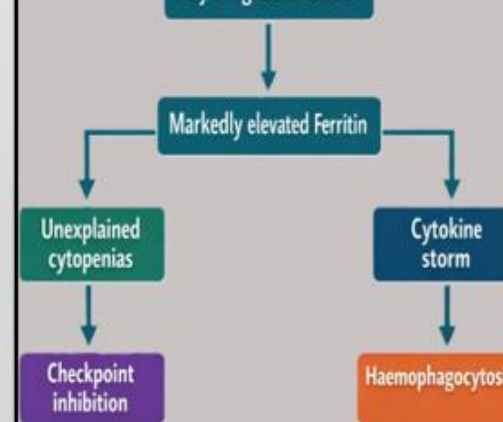 Markedly elevated Ferritin
Unexplained
cytopenias
Cytokine
storm
Checkpoint
inhibition
Haemophagocytos